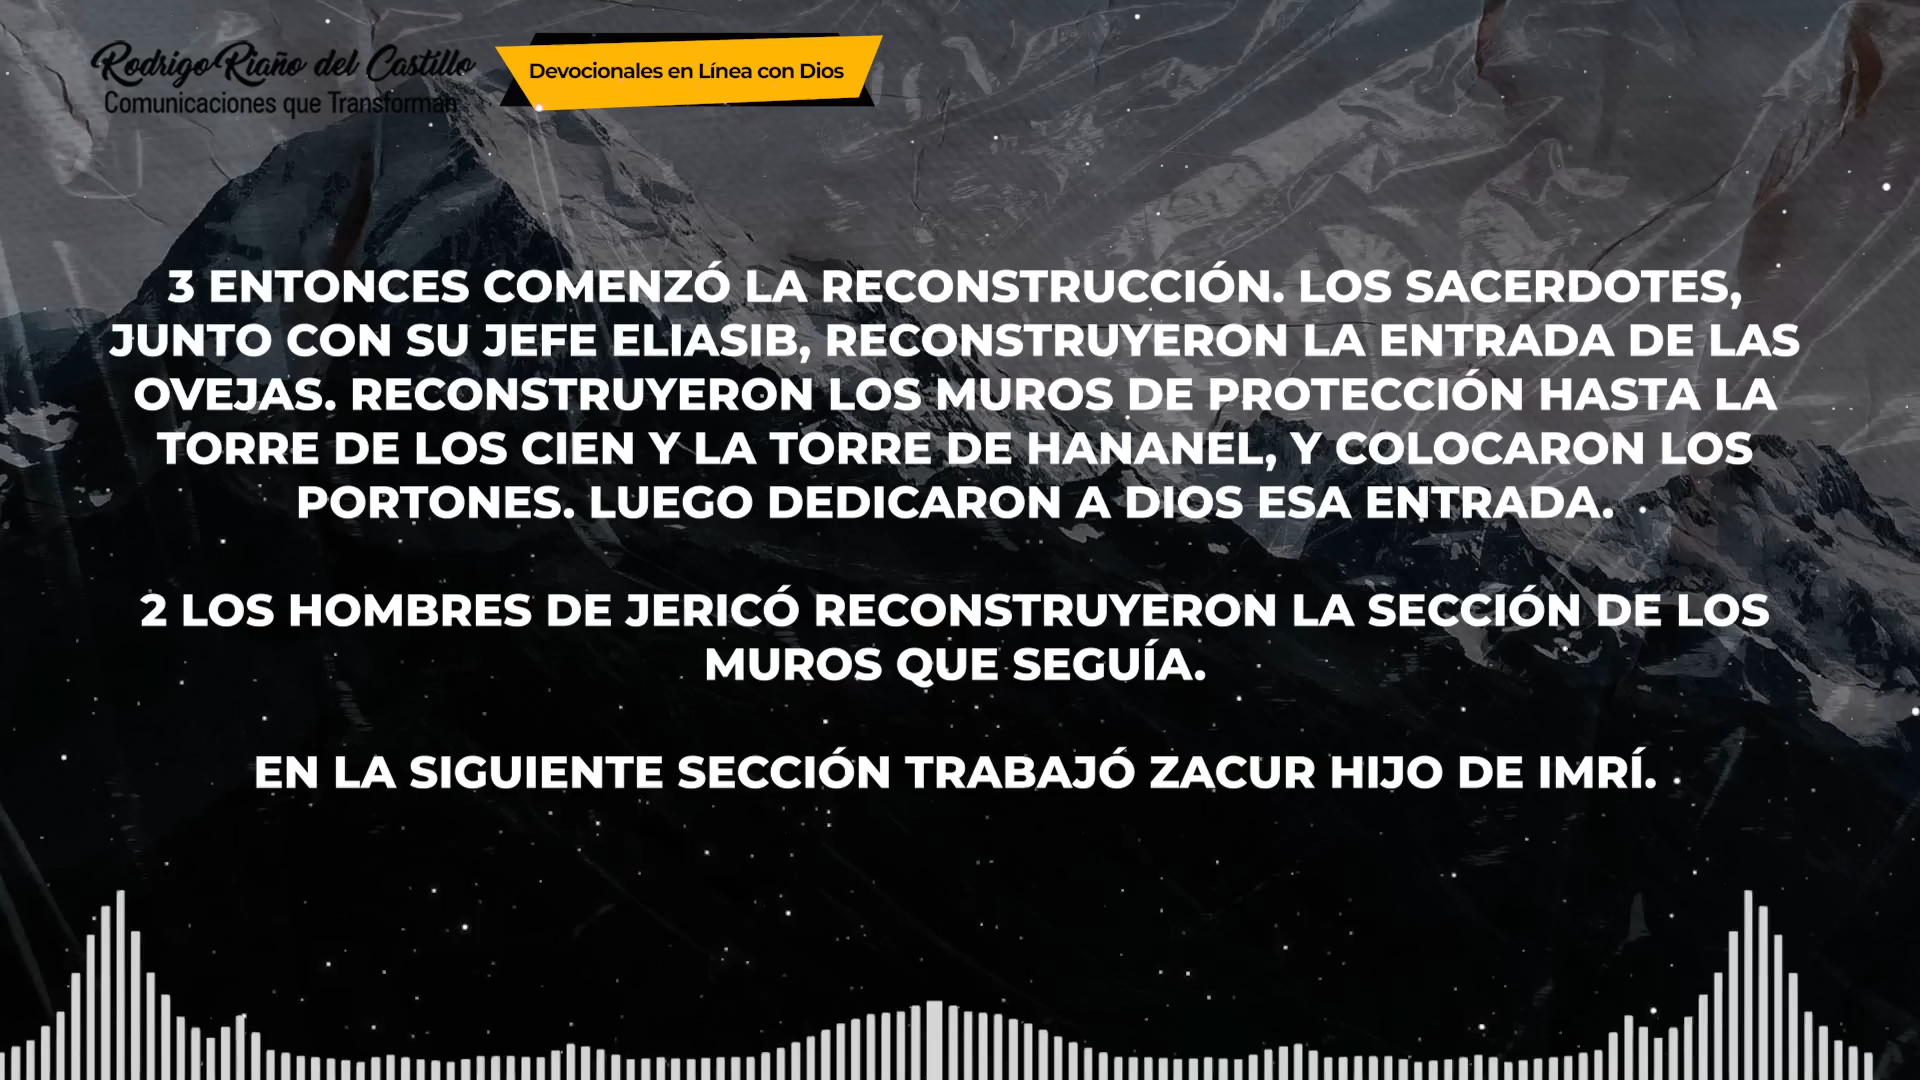 Rodrigo Riaño del Castillo
Comunicaciones que Transforman
Devocionales en Línea con Dios
3 ENTONCES COMENZÓ LA RECONSTRUCCIÓN. LOS SACERDOTES,
JUNTO CON SU JEFE ELIASIB, RECONSTRUYERON LA ENTRADA DE LAS
OVEJAS. RECONSTRUYERON LOS MUROS DE PROTECCIÓN HASTA LA
TORRE DE LOS CIEN Y LA TORRE DE HANANEL, Y COLOCARON LOS
PORTONES. LUEGO DEDICARON A DIOS ESA ENTRADA.
2 LOS HOMBRES DE JERICÓ RECONSTRUYERON LA SECCIÓN DE LOS
MUROS QUE SEGUÍA.
EN LA SIGUIENTE SECCIÓN TRABAJÓ ZACUR HIJO DE IMRÍ.